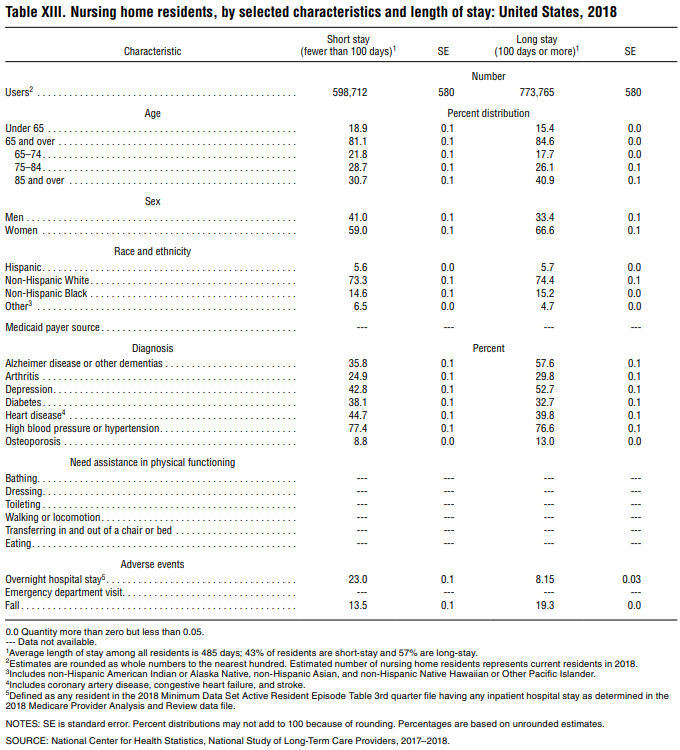 Table XIII. Nursing home residents, by selected characteristics and length of stay: United States, 2018
Characteristic Short stay (fewer than 100 days)1 SE Long stay (100 days or more)1 SE
Number
Users2 598,712 580 773,765 580
Age Percent distribution
Under 65 18.9 0.1 15.4 0.0
65 and over 81.1 0.1 84.6 0.0
65–74 21.8 0.1 17.7 0.0
75–84 28.7 0.1 26.1 0.1
85 and over 30.7 0.1 40.9 0.1
Sex
Men 41.0 0.1 33.4 0.1
Women 59.0 0.1 66.6 0.1
Race and ethnicity
Hispanic 5.6 0.0 5.7 0.0
Non-Hispanic White 73.3 0.1 74.4 0.1
Non-Hispanic Black 14.6 0.1 15.2 0.0
Other3 6.5 0.0 4.7 0.0
Medicaid payer source --- --- --- ---
Diagnosis Percent
Alzheimer disease or other dementias 35.8 0.1 57.6 0.1
Arthritis 24.9 0.1 29.8 0.1
Depression 42.8 0.1 52.7 0.1
Diabetes 38.1 0.1 32.7 0.1
Heart disease4 44.7 0.1 39.8 0.1
High blood pressure or hypertension 77.4 0.1 76.6 0.1
Osteoporosis 8.8 0.0 13.0 0.0
Need assistance in physical functioning
Bathing --- --- --- ---
Dressing --- --- --- ---
Toileting --- --- --- ---
Walking or locomotion --- --- --- ---
Transferring in and out of a chair or bed --- --- --- ---
Eating --- --- --- ---
Adverse events
Overnight hospital stay5 23.0 0.1 8.15 0.03
Emergency department visit --- --- --- ---
Fall 13.5 0.1 19.3 0.0
0.0 Quantity more than zero but less than 0.05.
--- Data not available.
1Average length of stay among all residents is 485 days; 43% of residents are short-stay and 57% are long-stay.
2Estimates are rounded as whole numbers to the nearest hundred. Estimated number of nursing home residents represents current residents in 2018.
3Includes non-Hispanic American Indian or Alaska Native, non-Hispanic Asian, and non-Hispanic Native Hawaiian or Other Pacific Islander.
4Includes coronary artery disease, congestive heart failure, and stroke.
5Defined as any resident in the 2018 Minimum Data Set Active Resident Episode Table 3rd quarter file having any inpatient hospital stay as determined in the
2018 Medicare Provider Analysis and Review data file.
NOTES: SE is standard error. Percent distributions may not add to 100 because of rounding. Percentages are based on unrounded estimates.
SOURCE: National Center for Health Statistics, National Study of Long-Term Care Providers, 2017–2018.